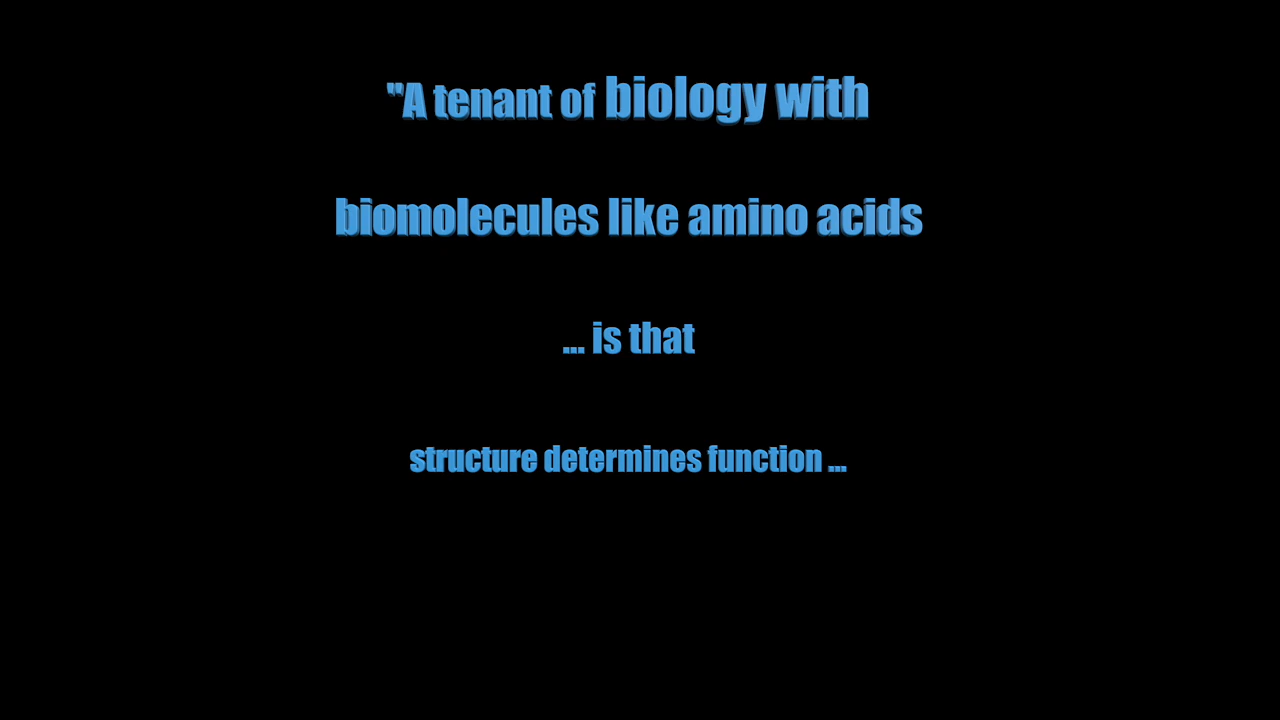 "A tenant of biology with
biomolecules like amino acids
... is that
structure determines function ...